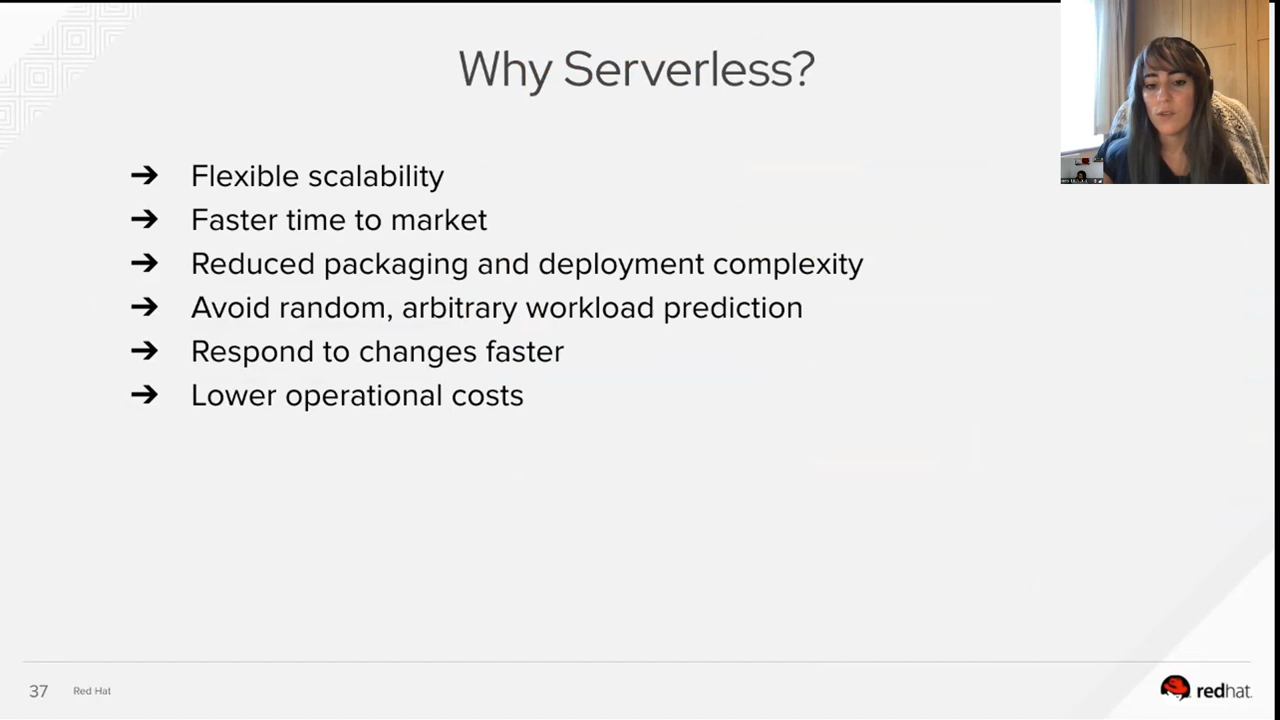 Why Serverless?
➔ Flexible scalability
➔ Faster time to market
➔ Reduced packaging and deployment complexity
➔ Avoid random, arbitrary workload prediction
➔ Respond to changes faster
➔ Lower operational costs
37 Red Hat
redhat.